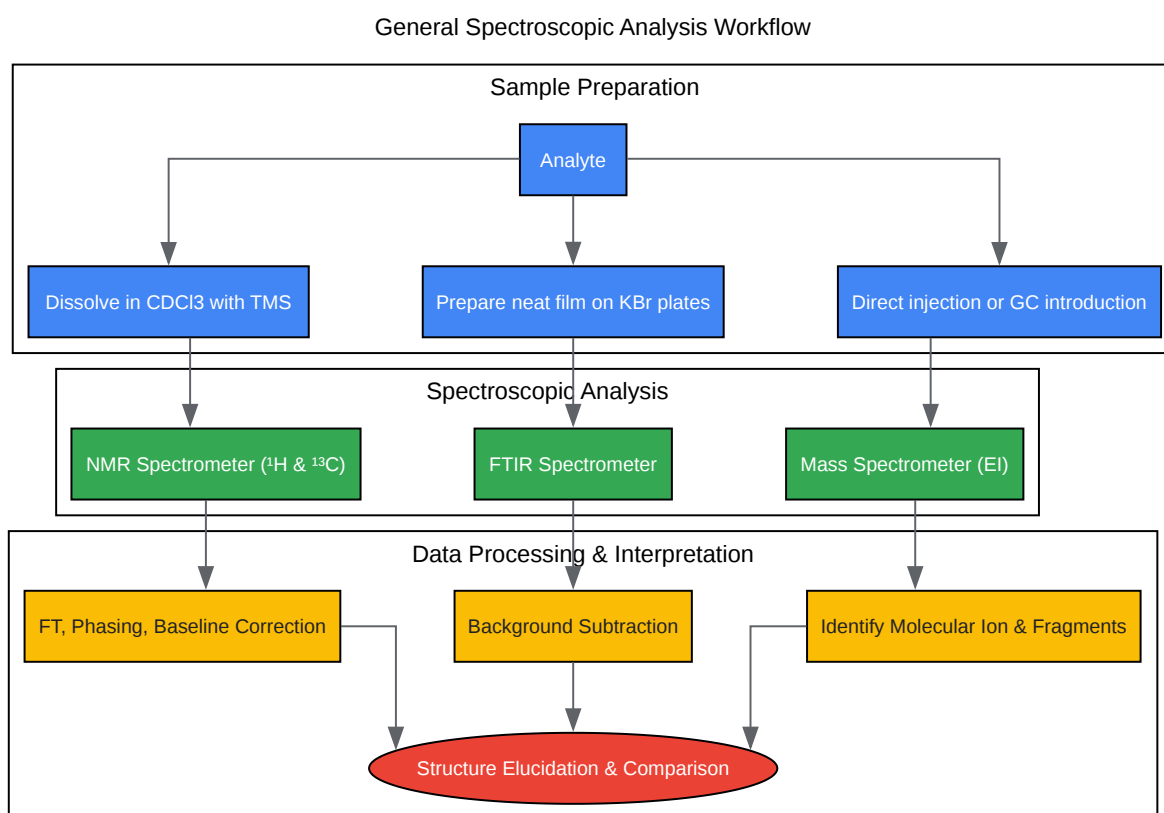 General Spectroscopic Analysis Workflow
Sample Preparation
Analyte
Dissolve in CDCl3 with TMS
Prepare neat film on KBr plates
Direct injection or GC introduction
Spectroscopic Analysis
NMR Spectrometer (¹H & ¹³C)
FTIR Spectrometer
Mass Spectrometer (EI)
Data Processing & Interpretation
FT, Phasing, Baseline Correction
Background Subtraction
Identify Molecular Ion & Fragments
Structure Elucidation & Comparison